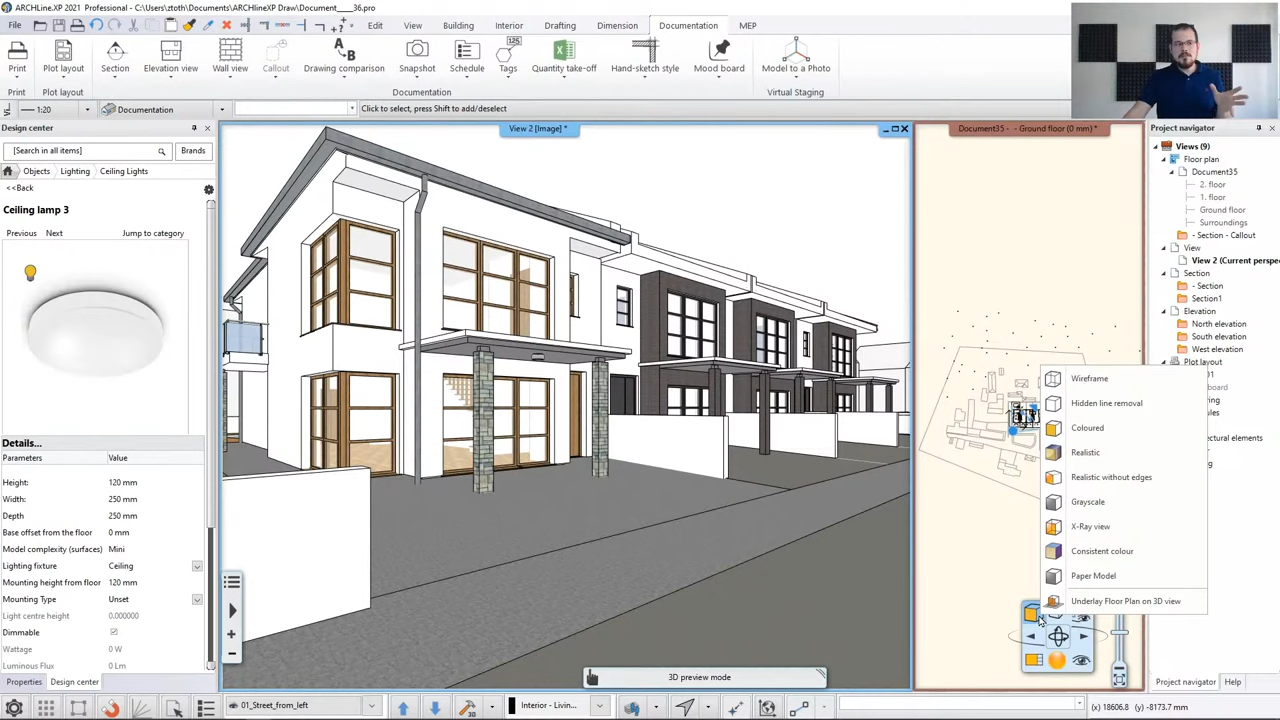 ARCHLine.XP 2021 Professional - C:\Users\ztoth\Documents\ARCHlineXP Draw\Document____36.pro
File
Edit
View
Building
Interior
Drafting
Dimension
Documentation
MEP
Print
Plot layout
Section
Elevation view
Wall view
Callout
Drawing comparison
Snapshot
Schedule
Tags
Quantity take-off
Hand-sketch style
Mood board
Model to a Photo
Print
Plot layout
Documentation
Virtual Staging
1:20
Documentation
Click to select, press Shift to add/deselect
Design center
[Search in all items]
Brands
Objects
Lighting
Ceiling Lights
<<Back
Ceiling lamp 3
Previous
Next
Jump to category
Details...
Parameters
Value
Height:
120 mm
Width:
250 mm
Depth
250 mm
Base offset from the floor
0 mm
Model complexity (surfaces)
Mini
Lighting fixture
Ceiling
Mounting height from floor
120 mm
Mounting Type
Unset
Light centre height
0.000000
Dimmable
Wattage
0 W
Luminous Flux
0 Lm
Properties
Design center
View 2 [Image] *
3D preview mode
Document35 - - Ground floor (0 mm) *
Wireframe
Hidden line removal
Coloured
Realistic
Realistic without edges
Grayscale
X-Ray view
Consistent colour
Paper Model
Underlay Floor Plan on 3D view
Project navigator
Views (9)
Floor plan
Document35
2. floor
1. floor
Ground floor
Surroundings
- Section - Callout
View
View 2 (Current perspe
Section
- Section
Section1
Elevation
North elevation
South elevation
West elevation
Plot layout
Project navigator
Help
01_Street_from_left
Interior - Livin...
(x) 18606.8
(y) -8173.7mm